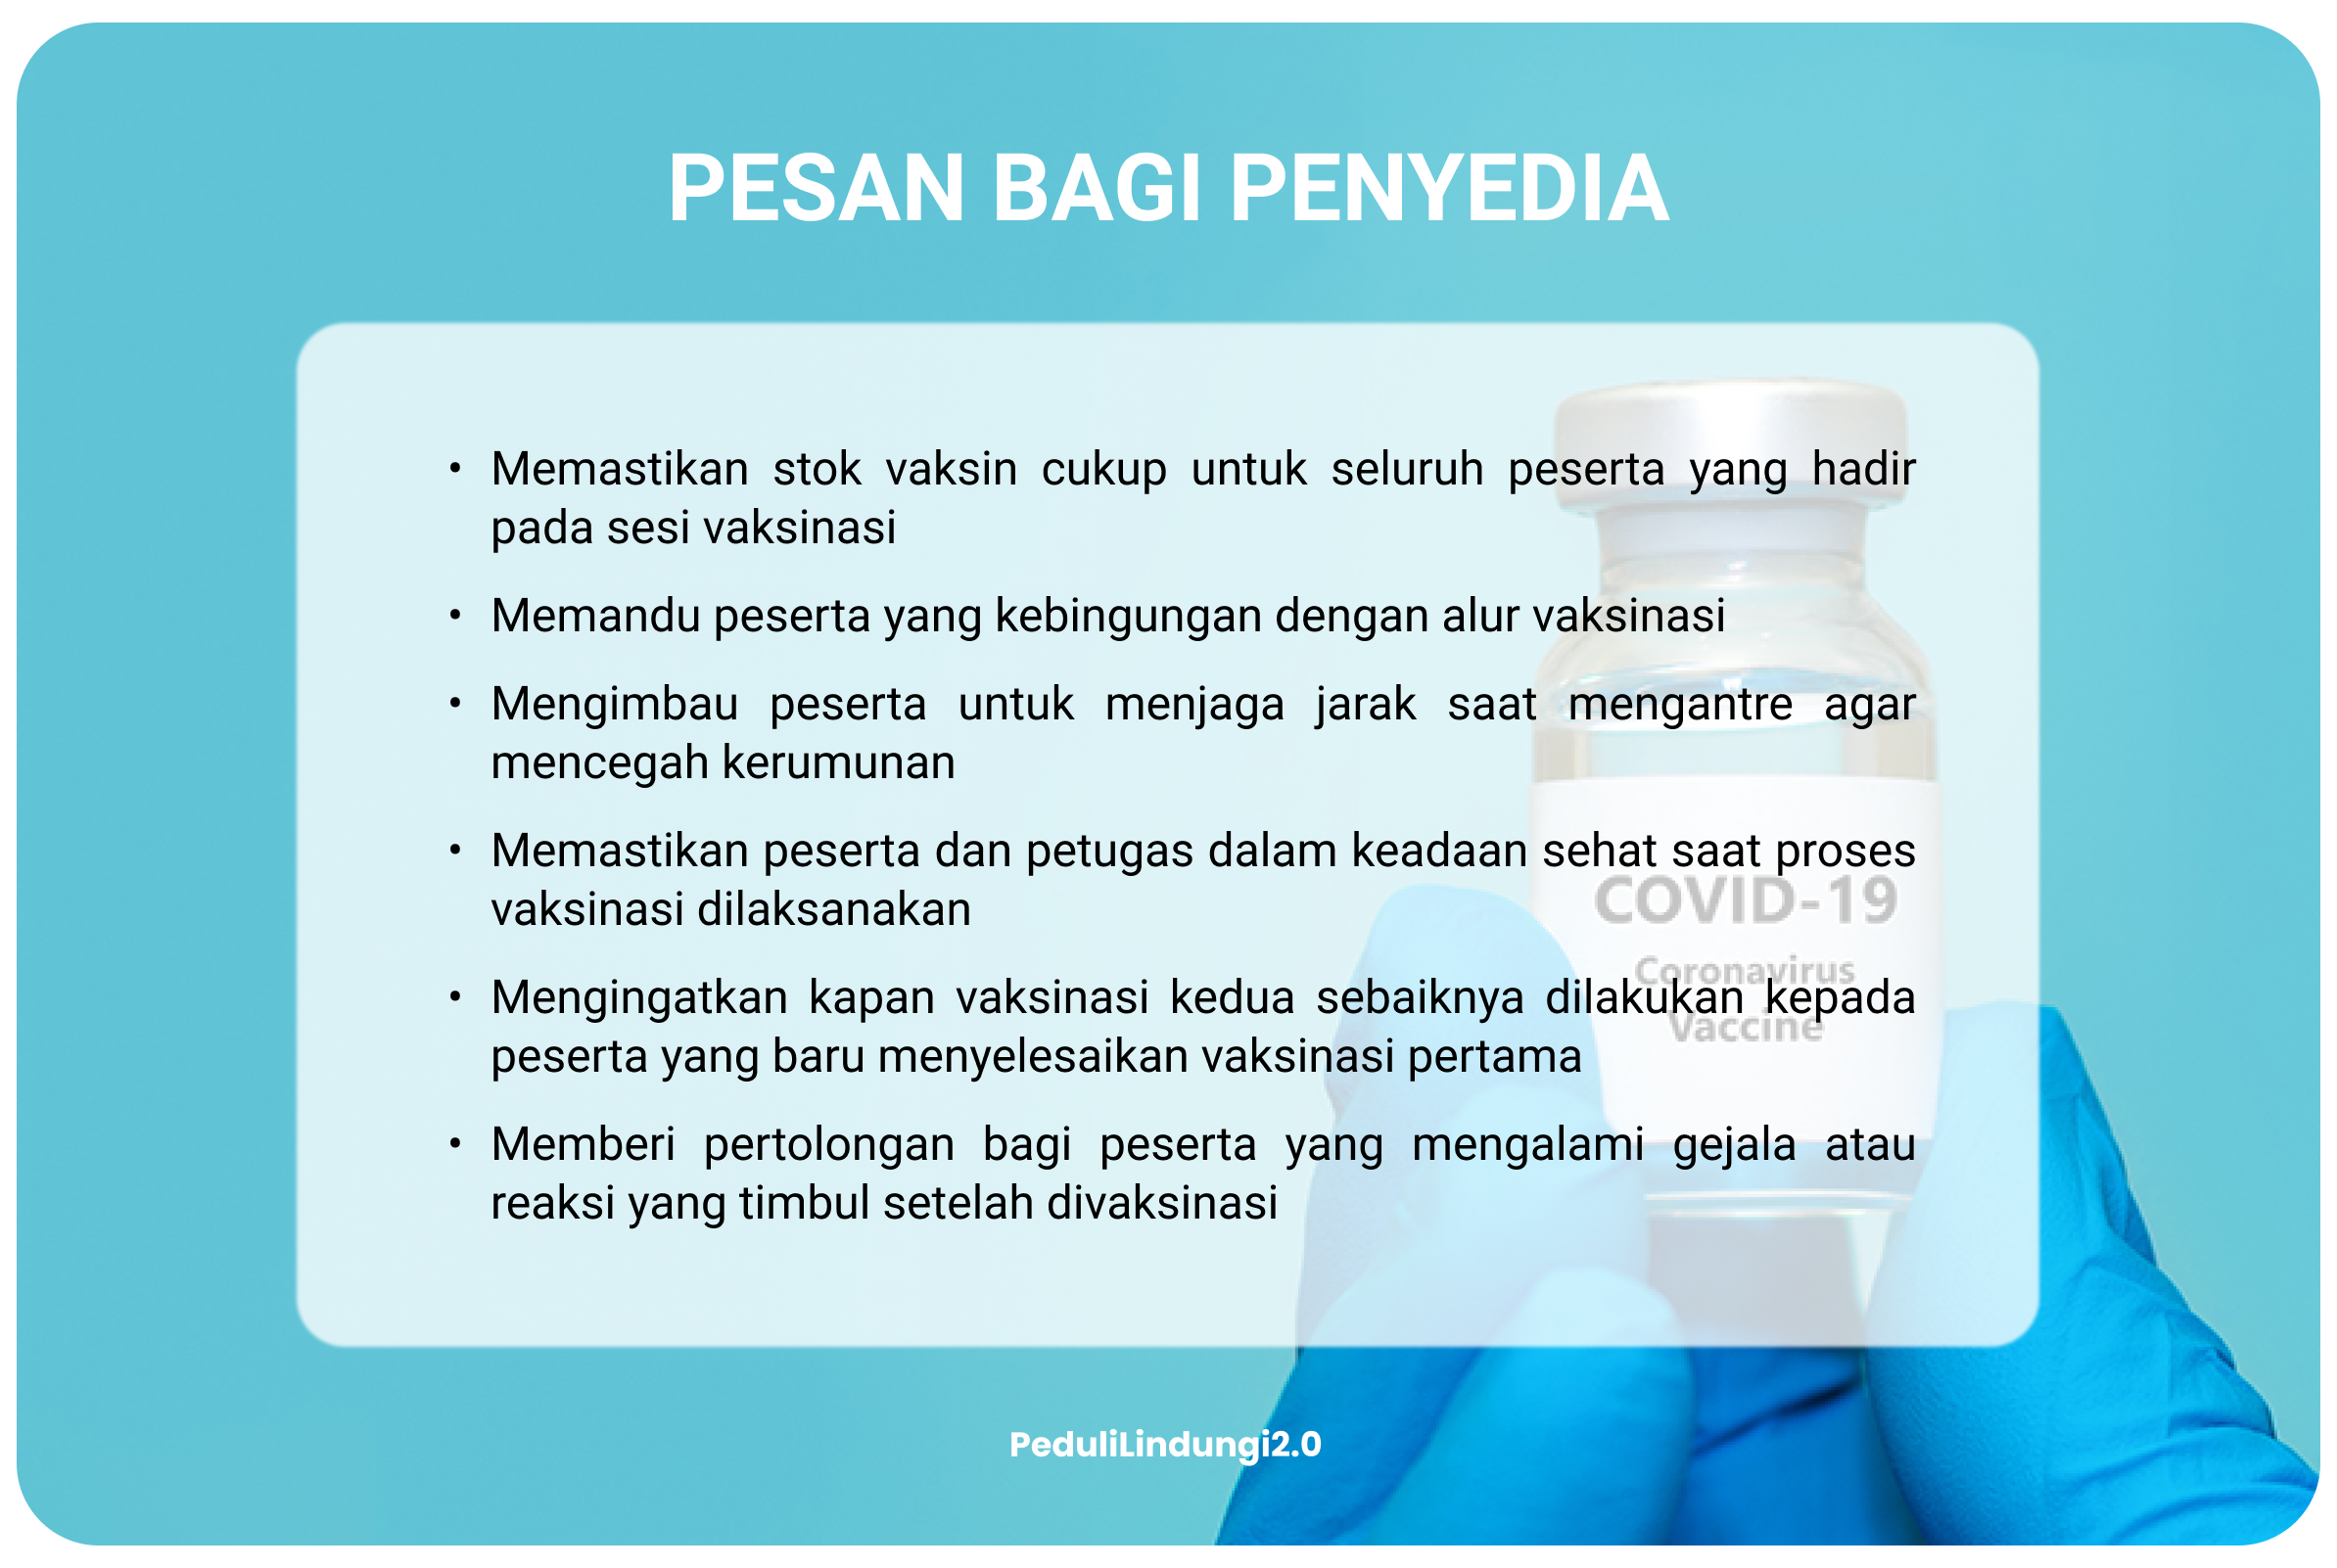 PESAN BAGI PENYEDIA
• Memastikan stok vaksin cukup untuk seluruh peserta yang hadir
pada sesi vaksinasi
• Memandu peserta yang kebingungan dengan alur vaksinasi
• Mengimbau peserta untuk menjaga jarak saat mengantre agar
mencegah kerumunan
• Memastikan peserta dan petugas dalam keadaan sehat saat proses
vaksinasi dilaksanakan
• Mengingatkan kapan vaksinasi kedua sebaiknya dilakukan kepada
peserta yang baru menyelesaikan vaksinasi pertama
• Memberi pertolongan bagi peserta yang mengalami gejala atau
reaksi yang timbul setelah divaksinasi
COVID-19
Coronavirus
Vaccine
PeduliLindungi2.0